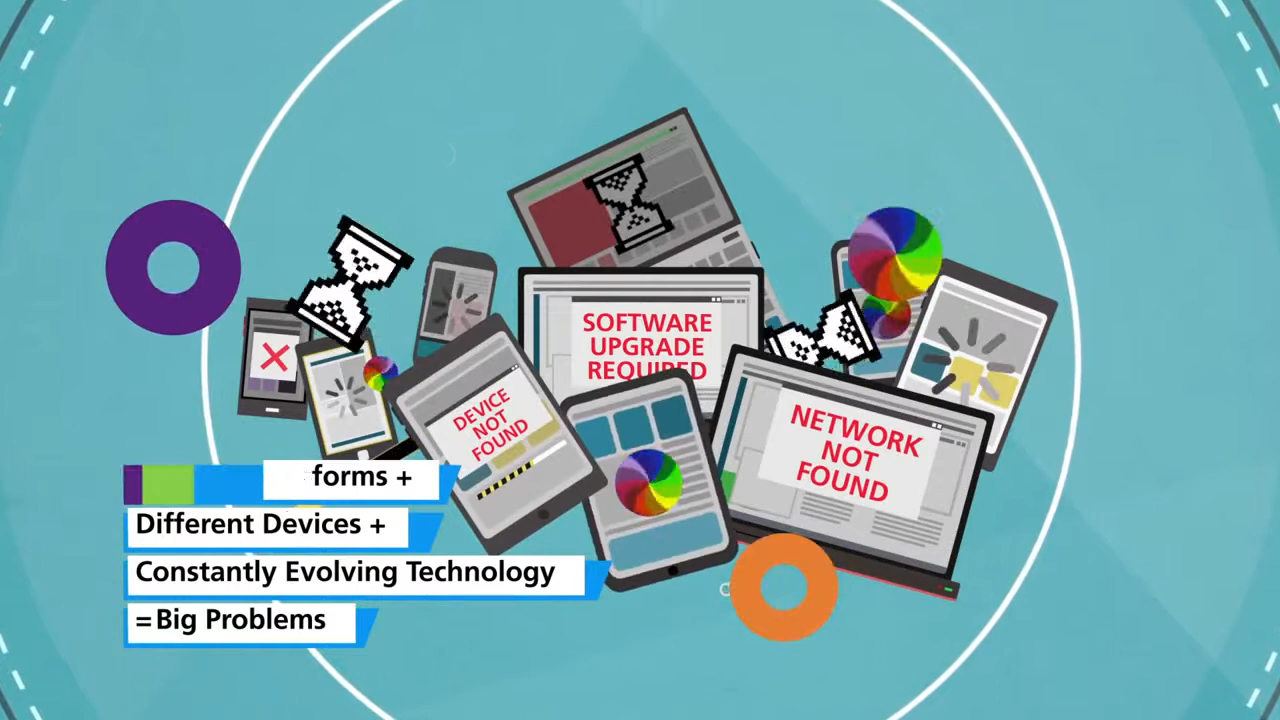 SOFTWARE
UPGRADE
REQUIRED
DEVICE
NOT
FOUND
NETWORK
NOT
FOUND
forms +
Different Devices +
Constantly Evolving Technology
= Big Problems